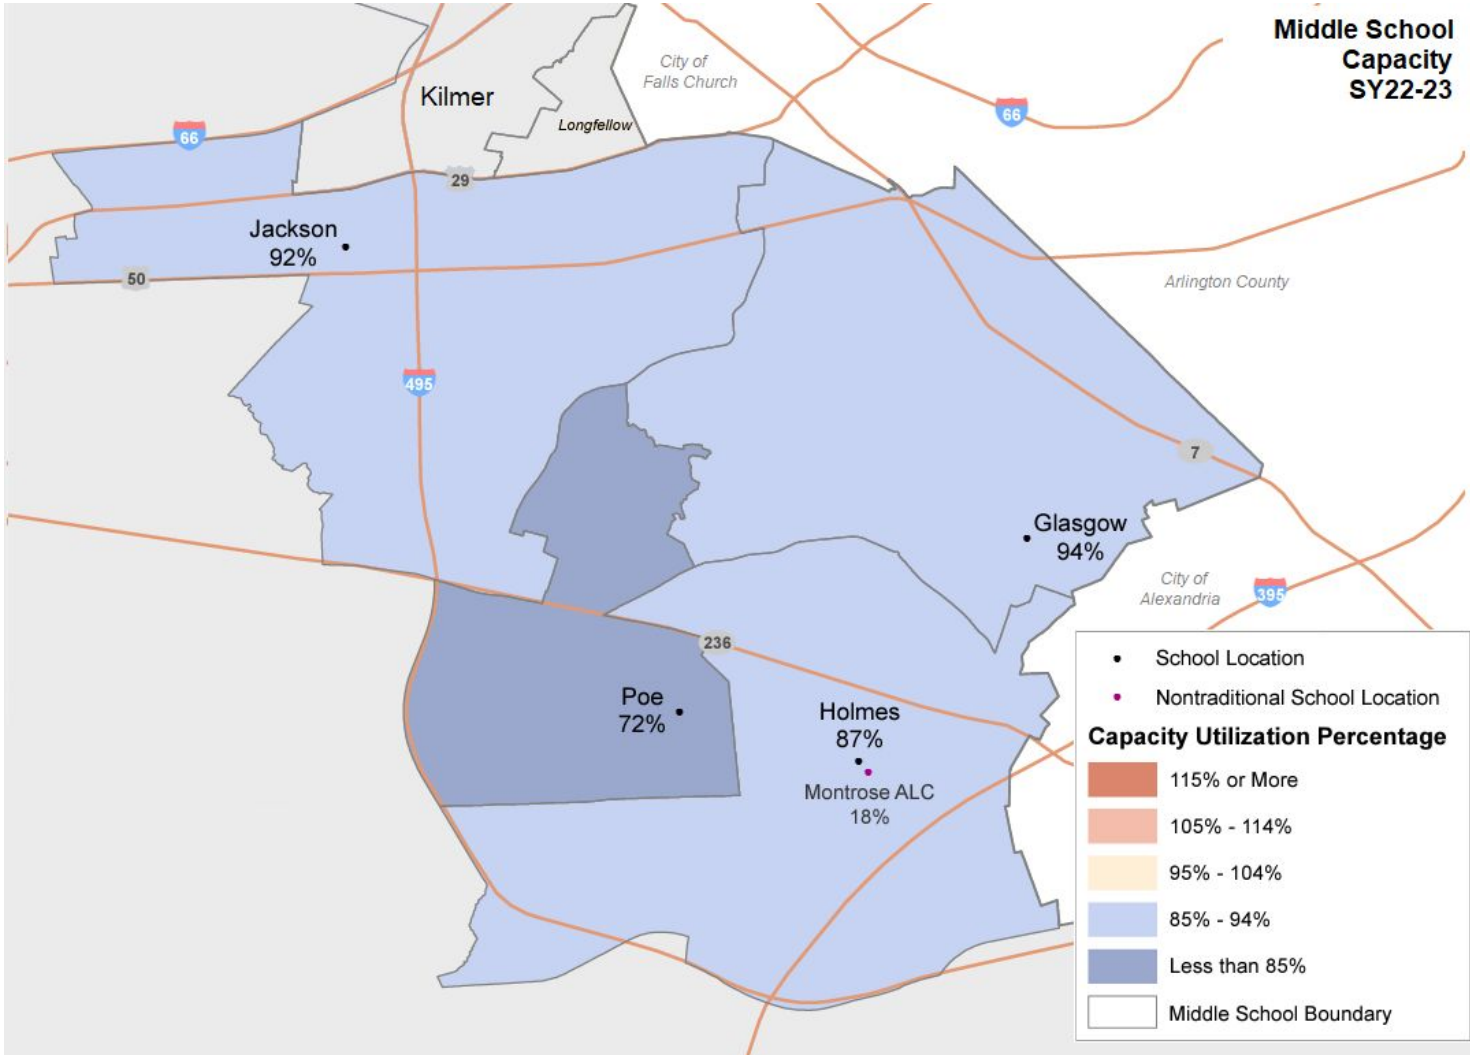 Middle School
Capacity
SY22-23
City of
Falls Church
Kilmer
Longfellow
66
66
29
Jackson
92%
50
Arlington County
495
7
Glasgow
94%
City of
Alexandria
395
236
Poe
72%
Holmes
87%
Montrose ALC
18%
School Location
Nontraditional School Location
Capacity Utilization Percentage
115% or More
105% - 114%
95% - 104%
85% - 94%
Less than 85%
Middle School Boundary